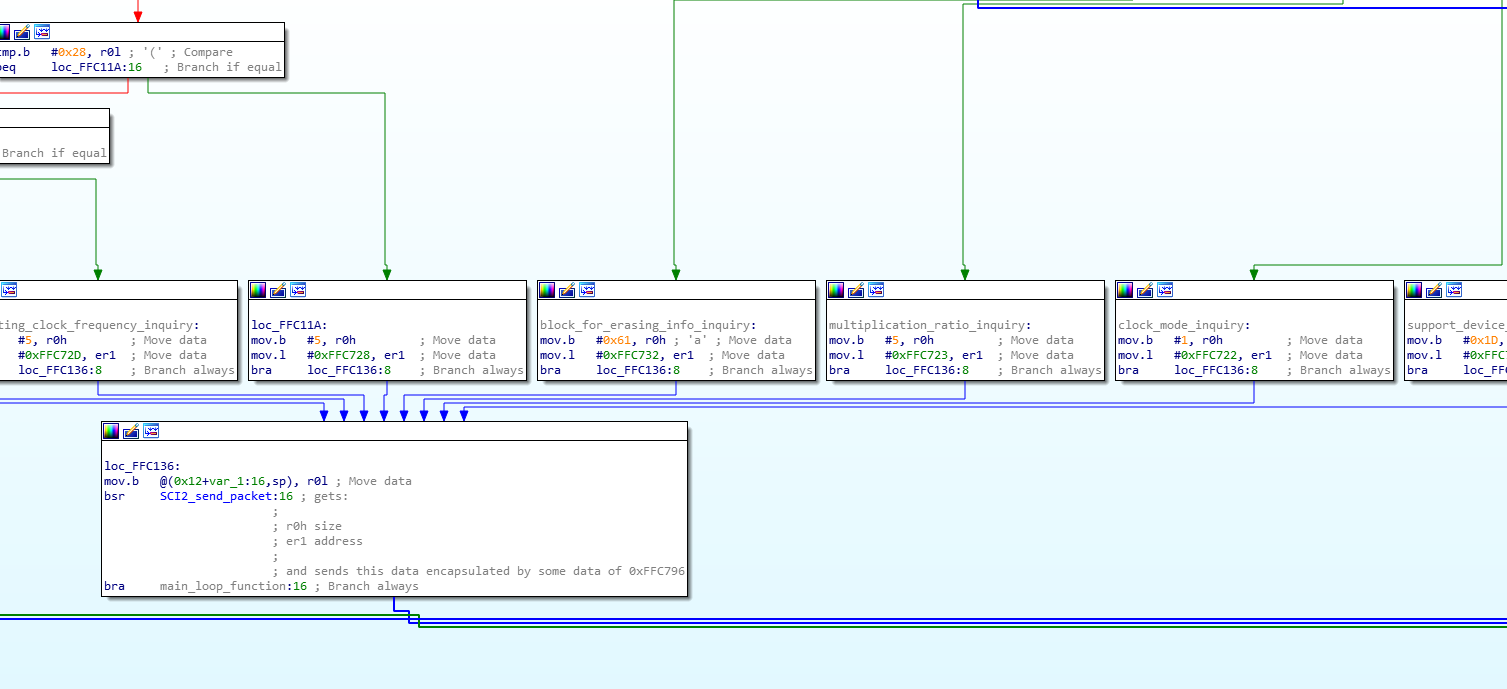 cmp.b #0x28, r0l ; '(' ; Compare
beq loc_FFC11A:16 ; Branch if equal
Branch if equal
ting_clock_frequency_inquiry:
#5, r0h ; Move data
#0xFFC72D, er1 ; Move data
loc_FFC136:8 ; Branch always
loc_FFC11A:
mov.b #5, r0h ; Move data
mov.l #0xFFC728, er1 ; Move data
bra loc_FFC136:8 ; Branch always
block_for_erasing_info_inquiry:
mov.b #0x61, r0h ; 'a' ; Move data
mov.l #0xFFC732, er1 ; Move data
bra loc_FFC136:8 ; Branch always
multiplication_ratio_inquiry:
mov.b #5, r0h ; Move data
mov.l #0xFFC723, er1 ; Move data
bra loc_FFC136:8 ; Branch always
clock_mode_inquiry:
mov.b #1, r0h ; Move data
mov.l #0xFFC722, er1 ; Move data
bra loc_FFC136:8 ; Branch always
support_device_
mov.b #0x1D,
mov.l #0xFFC7
bra loc_FF
loc_FFC136:
mov.b @(0x12+var_1:16,sp), r0l ; Move data
bsr SCI2_send_packet:16 ; gets:
;
; r0h size
; er1 address
;
; and sends this data encapsulated by some data of 0xFFC796
bra main_loop_function:16 ; Branch always